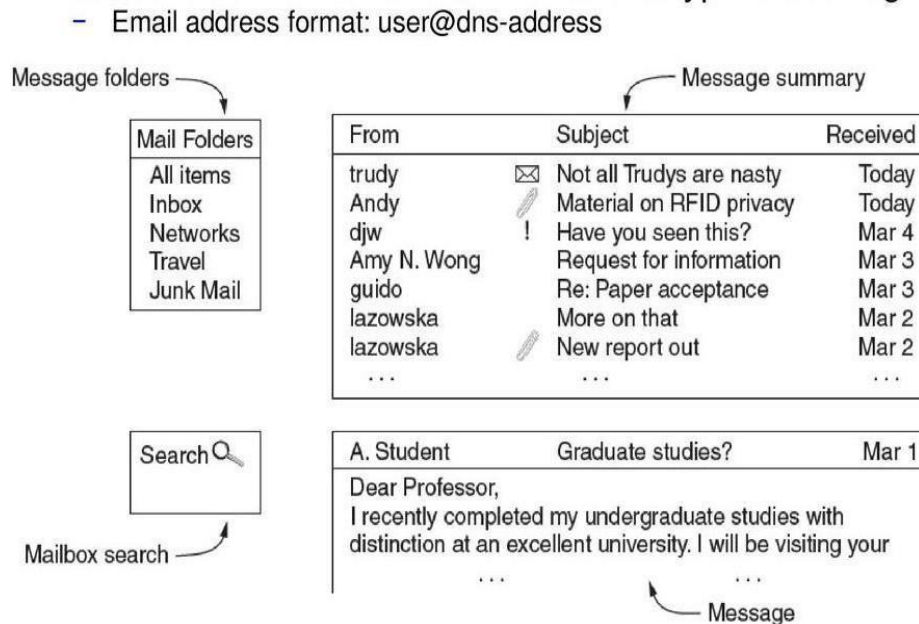 – Email address format: user@dns-address
Message folders
Message summary
Mail Folders
All items
Inbox
Networks
Travel
Junk Mail
From Subject Received
trudy Not all Trudys are nasty Today
Andy Material on RFID privacy Today
djw ! Have you seen this? Mar 4
Amy N. Wong Request for information Mar 3
guido Re: Paper acceptance Mar 3
lazowska More on that Mar 2
lazowska New report out Mar 2
... ... ...
Search
Mailbox search
A. Student Graduate studies? Mar 1
Dear Professor,
I recently completed my undergraduate studies with
distinction at an excellent university. I will be visiting your
... ...
Message